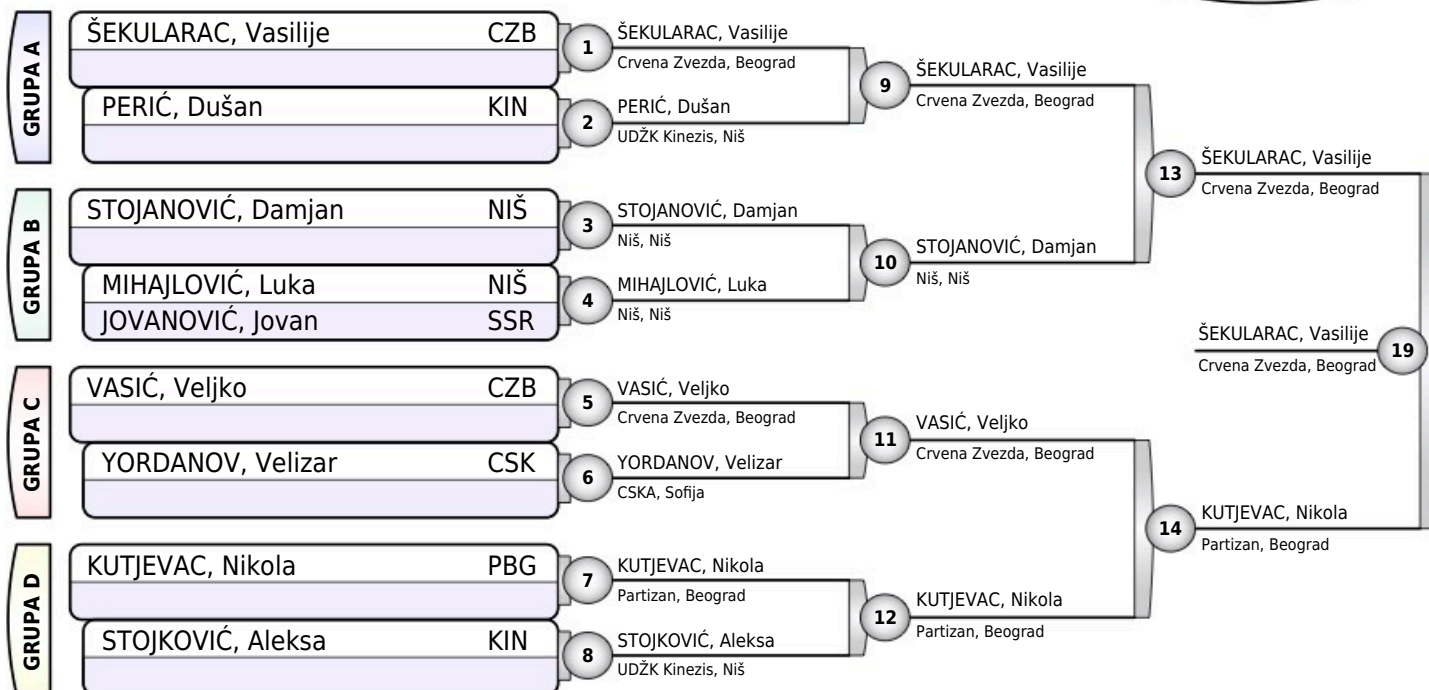 GRUPA A
ŠEKULARAC, Vasilije CZB
PERIĆ, Dušan KIN
1
ŠEKULARAC, Vasilije
Crvena Zvezda, Beograd
2
PERIĆ, Dušan
UDŽK Kinezis, Niš
9
ŠEKULARAC, Vasilije
Crvena Zvezda, Beograd
GRUPA B
STOJANOVIĆ, Damjan NIŠ
MIHAJLOVIĆ, Luka NIŠ
JOVANOVIĆ, Jovan SSR
3
STOJANOVIĆ, Damjan
Niš, Niš
4
MIHAJLOVIĆ, Luka
Niš, Niš
10
STOJANOVIĆ, Damjan
Niš, Niš
13
ŠEKULARAC, Vasilije
Crvena Zvezda, Beograd
GRUPA C
VASIĆ, Veljko CZB
YORDANOV, Velizar CSK
5
VASIĆ, Veljko
Crvena Zvezda, Beograd
6
YORDANOV, Velizar
CSKA, Sofija
11
VASIĆ, Veljko
Crvena Zvezda, Beograd
GRUPA D
KUTJEVAC, Nikola PBG
STOJKOVIĆ, Aleksa KIN
7
KUTJEVAC, Nikola
Partizan, Beograd
8
STOJKOVIĆ, Aleksa
UDŽK Kinezis, Niš
12
KUTJEVAC, Nikola
Partizan, Beograd
14
KUTJEVAC, Nikola
Partizan, Beograd
ŠEKULARAC, Vasilije
Crvena Zvezda, Beograd
19